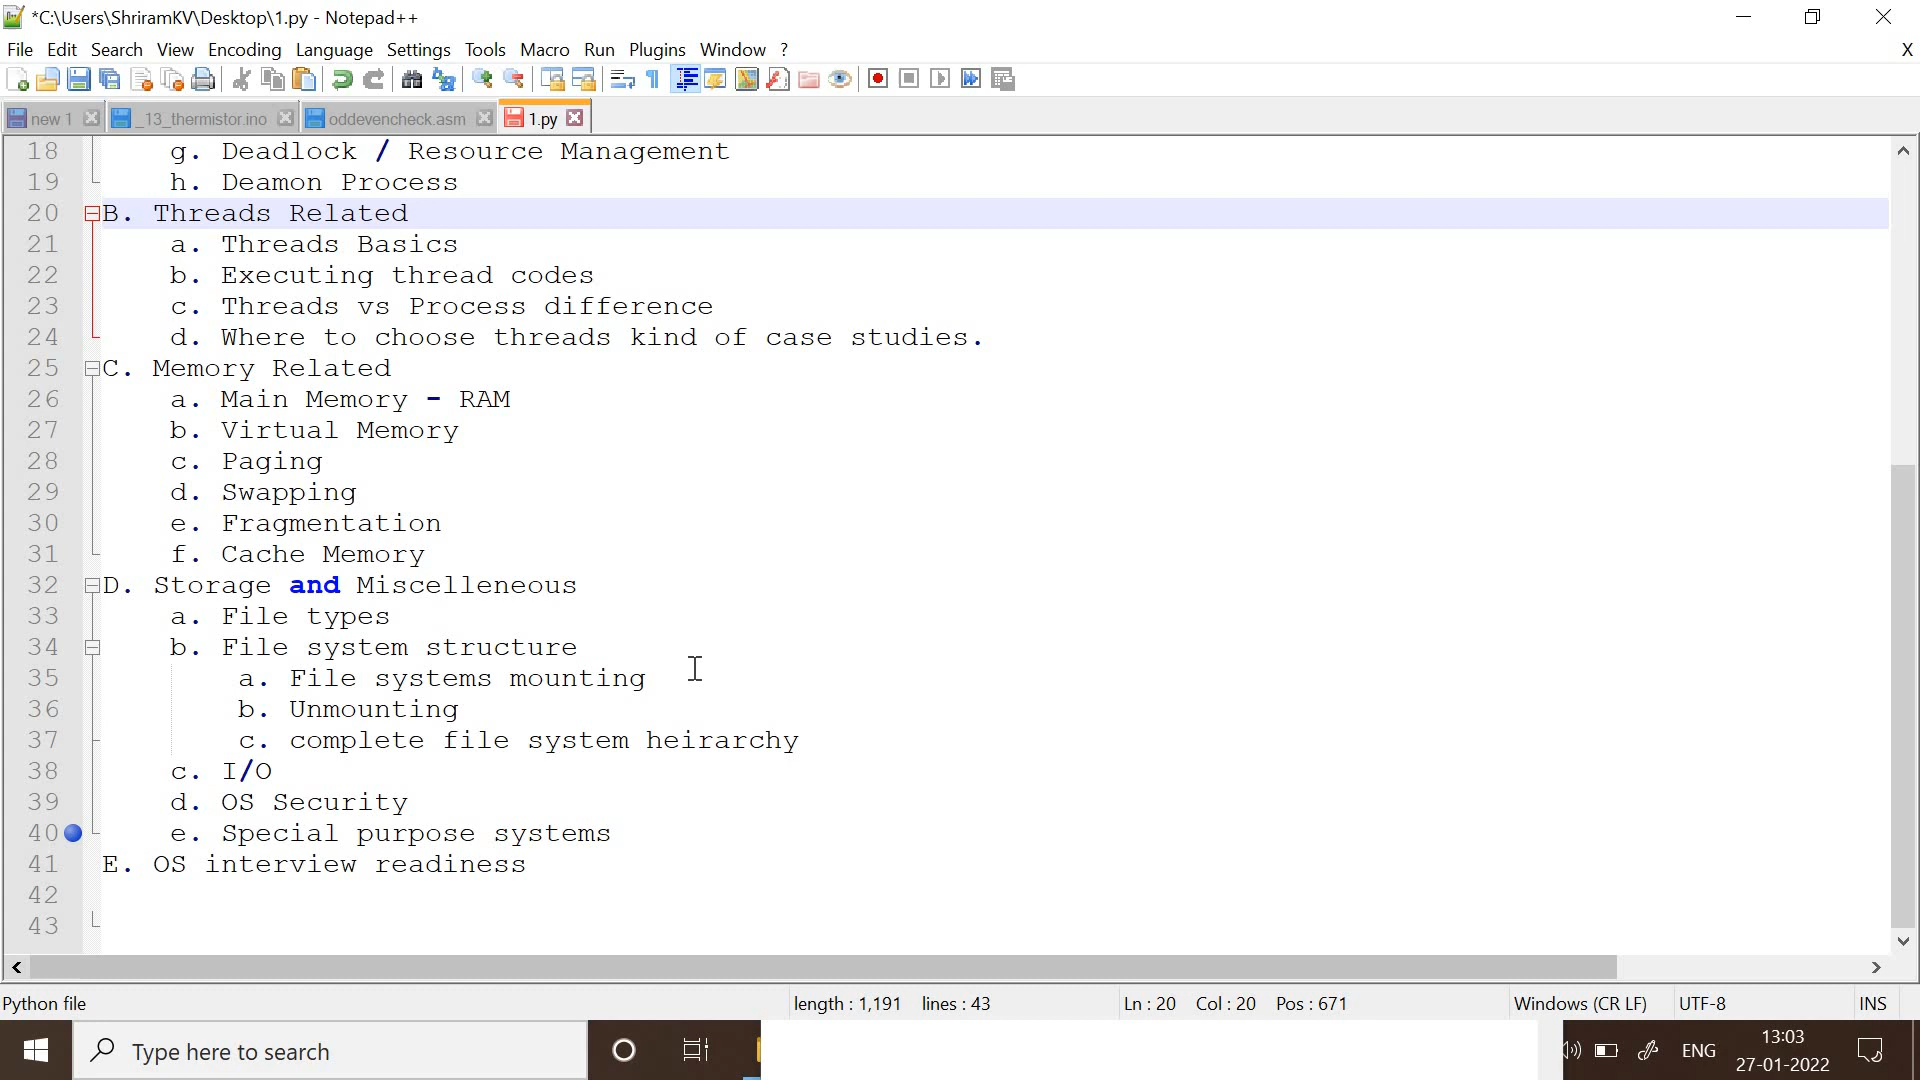 *C:\Users\ShriramKV\Desktop\1.py - Notepad++
File Edit Search View Encoding Language Settings Tools Macro Run Plugins Window ? X
new 1 _13_thermistor.ino oddevencheck.asm 1.py
18 g. Deadlock / Resource Management
19 h. Deamon Process
20 B. Threads Related
21 a. Threads Basics
22 b. Executing thread codes
23 c. Threads vs Process difference
24 d. Where to choose threads kind of case studies.
25 C. Memory Related
26 a. Main Memory - RAM
27 b. Virtual Memory
28 c. Paging
29 d. Swapping
30 e. Fragmentation
31 f. Cache Memory
32 D. Storage and Miscelleneous
33 a. File types
34 b. File system structure
35 a. File systems mounting
36 b. Unmounting
37 c. complete file system heirarchy
38 c. I/O
39 d. OS Security
40 e. Special purpose systems
41 E. OS interview readiness
42
43
Python file length : 1,191 lines : 43 Ln : 20 Col : 20 Pos : 671 Windows (CR LF) UTF-8 INS
Type here to search ENG 13:03
27-01-2022